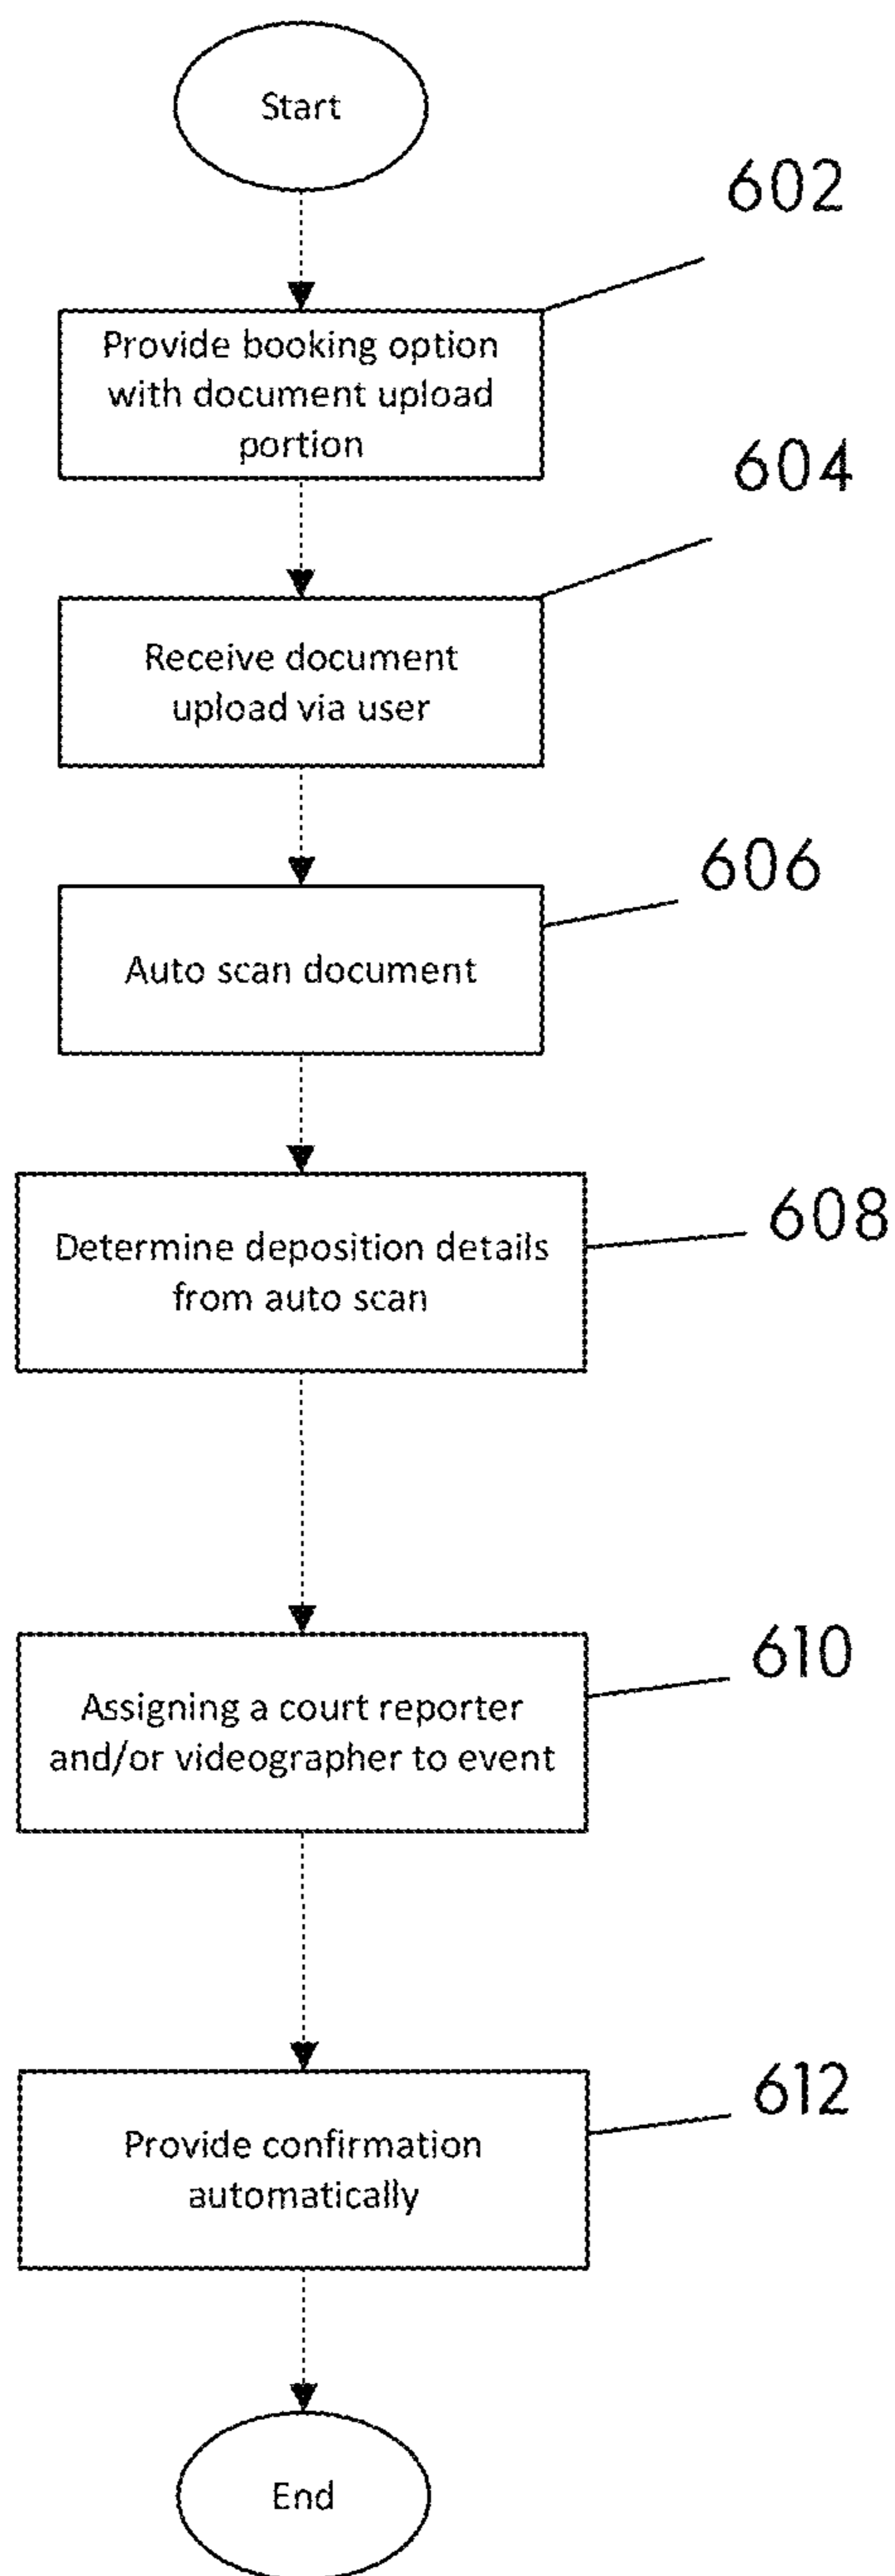 Start
602
Provide booking option
with document upload
portion
604
Receive document
upload via user
606
Auto scan document
608
Determine deposition details
from auto scan
610
Assigning a court reporter
and/or videographer to event
612
Provide confirmation
automatically
End